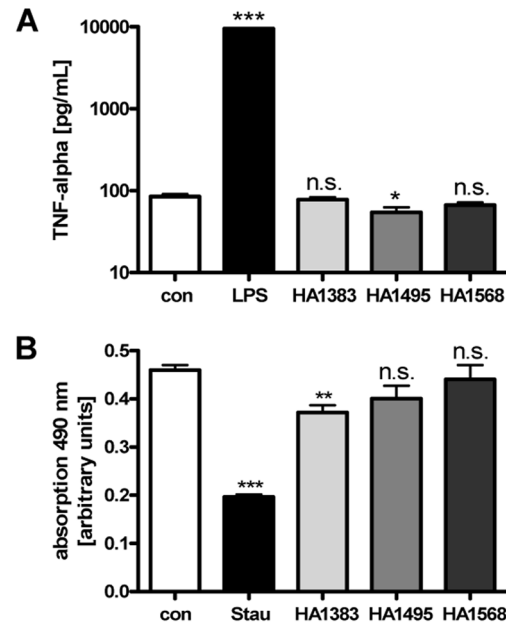 A
TNF-alpha [pg/mL]
10000
1000
100
10
***
n.s.
*
n.s.
con LPS HA1383 HA1495 HA1568
B
absorption 490 nm
[arbitrary units]
0.5
0.4
0.3
0.2
0.1
0.0
***
**
n.s.
n.s.
con Stau HA1383 HA1495 HA1568